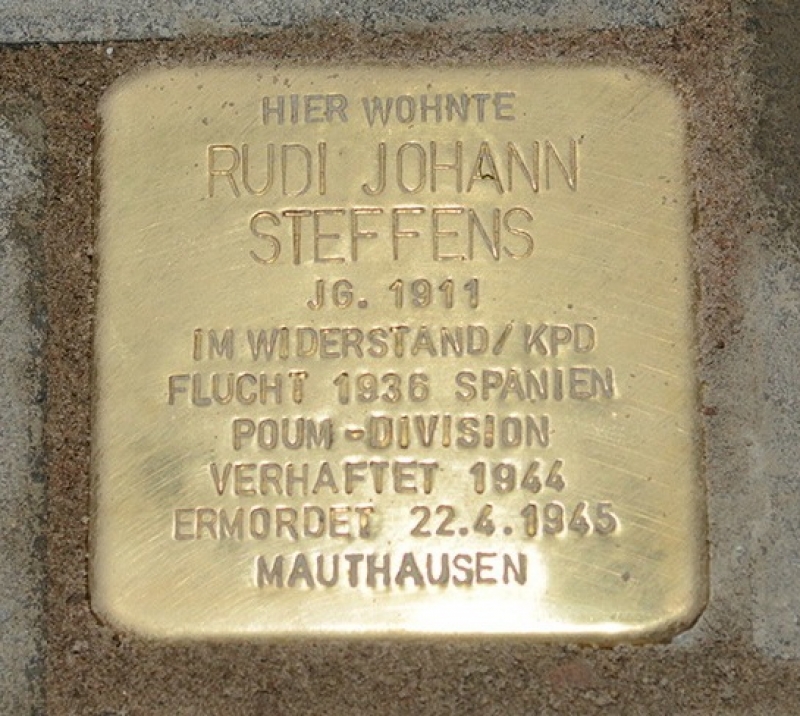 HIER WOHNTE
RUDI JOHANN
STEFFENS
JG. 1911
IM WIDERSTAND/KPD
FLUCHT 1936 SPANIEN
POUM-DIVISION
VERHAFTET 1944
ERMORDET 22.4.1945
MAUTHAUSEN